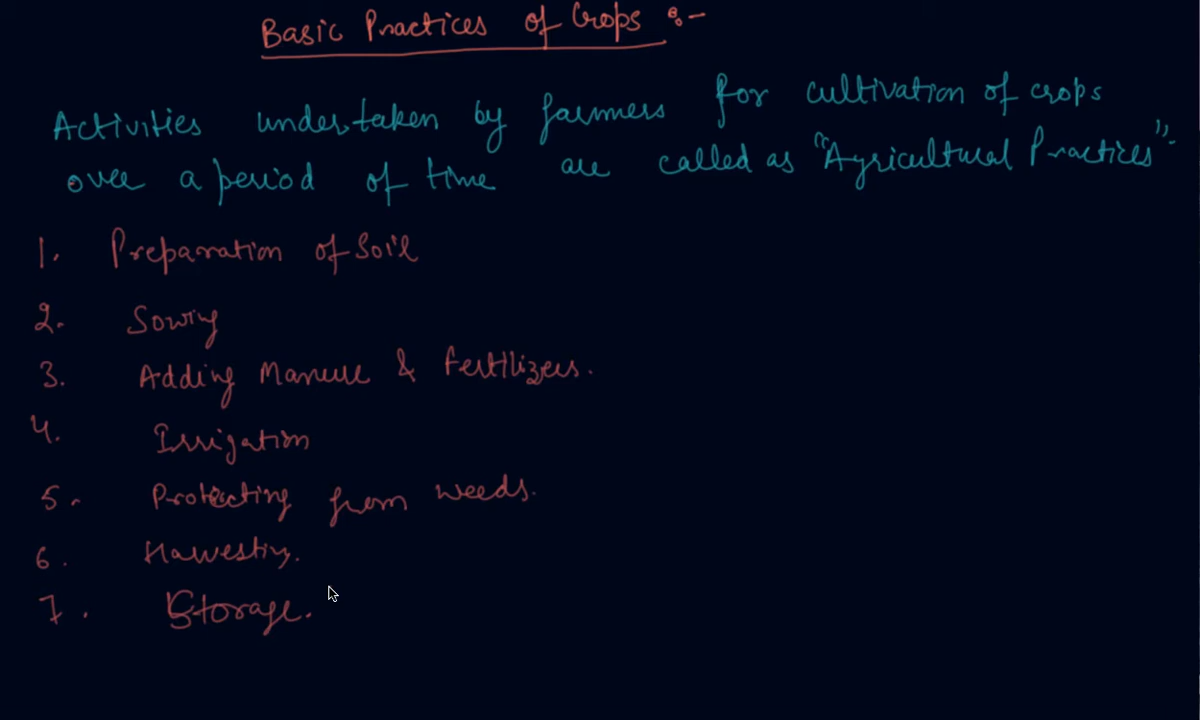 Basic Practices of Crops :-
Activities undertaken by farmers for cultivation of crops
over a period of time are called as "Agricultural Practices".
1. Preparation of Soil
2. Sowing
3. Adding Manure & fertilizers.
4. Irrigation
5. Protecting from weeds.
6. Harvesting.
7. Storage.